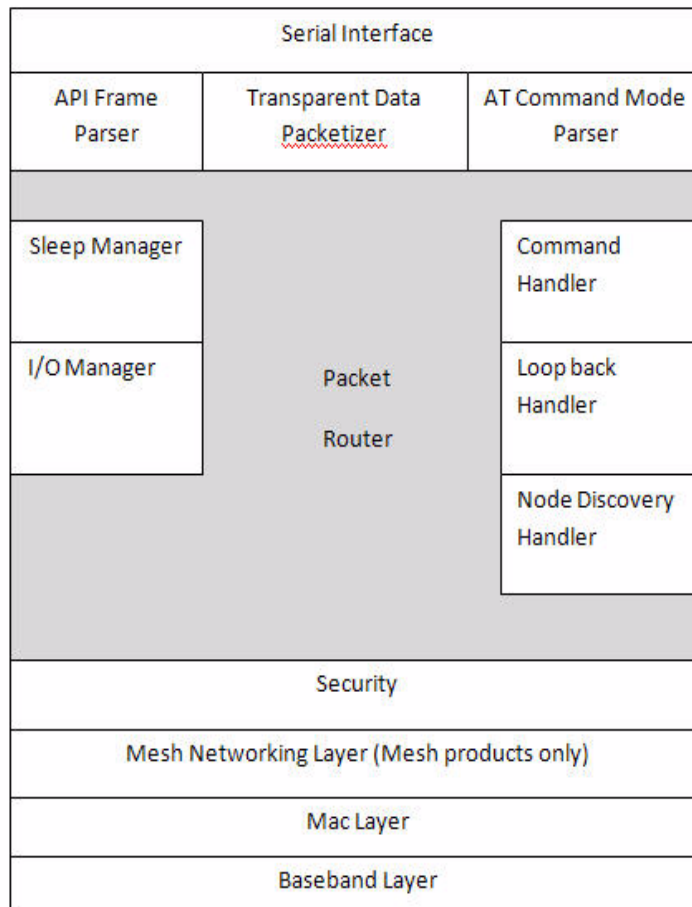 Serial Interface
API Frame
Parser
Transparent Data
Packetizer
AT Command Mode
Parser
Sleep Manager
I/O Manager
Packet
Router
Command
Handler
Loop back
Handler
Node Discovery
Handler
Security
Mesh Networking Layer (Mesh products only)
Mac Layer
Baseband Layer